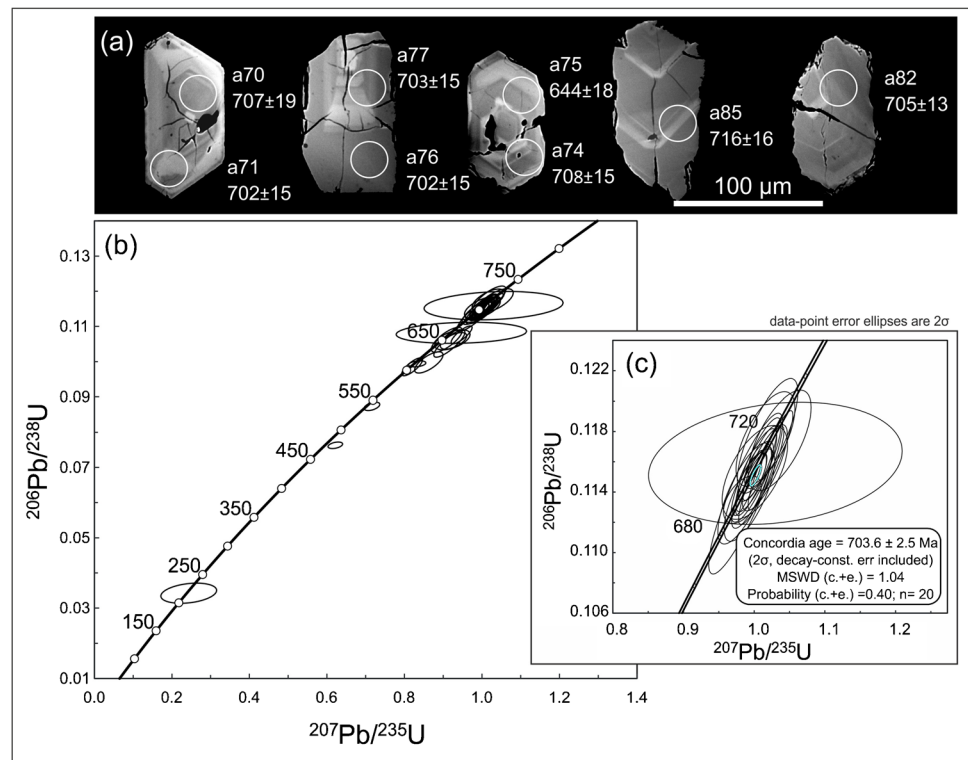 (a)
a70
707±19
a71
702±15
a77
703±15
a76
702±15
a75
644±18
a74
708±15
a85
716±16
a82
705±13
100 µm
(b)
0.13
0.11
0.09
0.07
0.05
0.03
0.01
²⁰⁶Pb/²³⁸U
750
650
550
450
350
250
150
0.0
0.2
0.4
0.6
0.8
1.0
1.2
1.4
²⁰⁷Pb/²³⁵U
data-point error ellipses are 2σ
(c)
0.122
0.118
0.114
0.110
0.106
²⁰⁶Pb/²³⁸U
720
680
Concordia age = 703.6 ± 2.5 Ma
(2σ, decay-const. err included)
MSWD (c.+e.) = 1.04
Probability (c.+e.) =0.40; n= 20
0.8
0.9
1.0
1.1
1.2
²⁰⁷Pb/²³⁵U